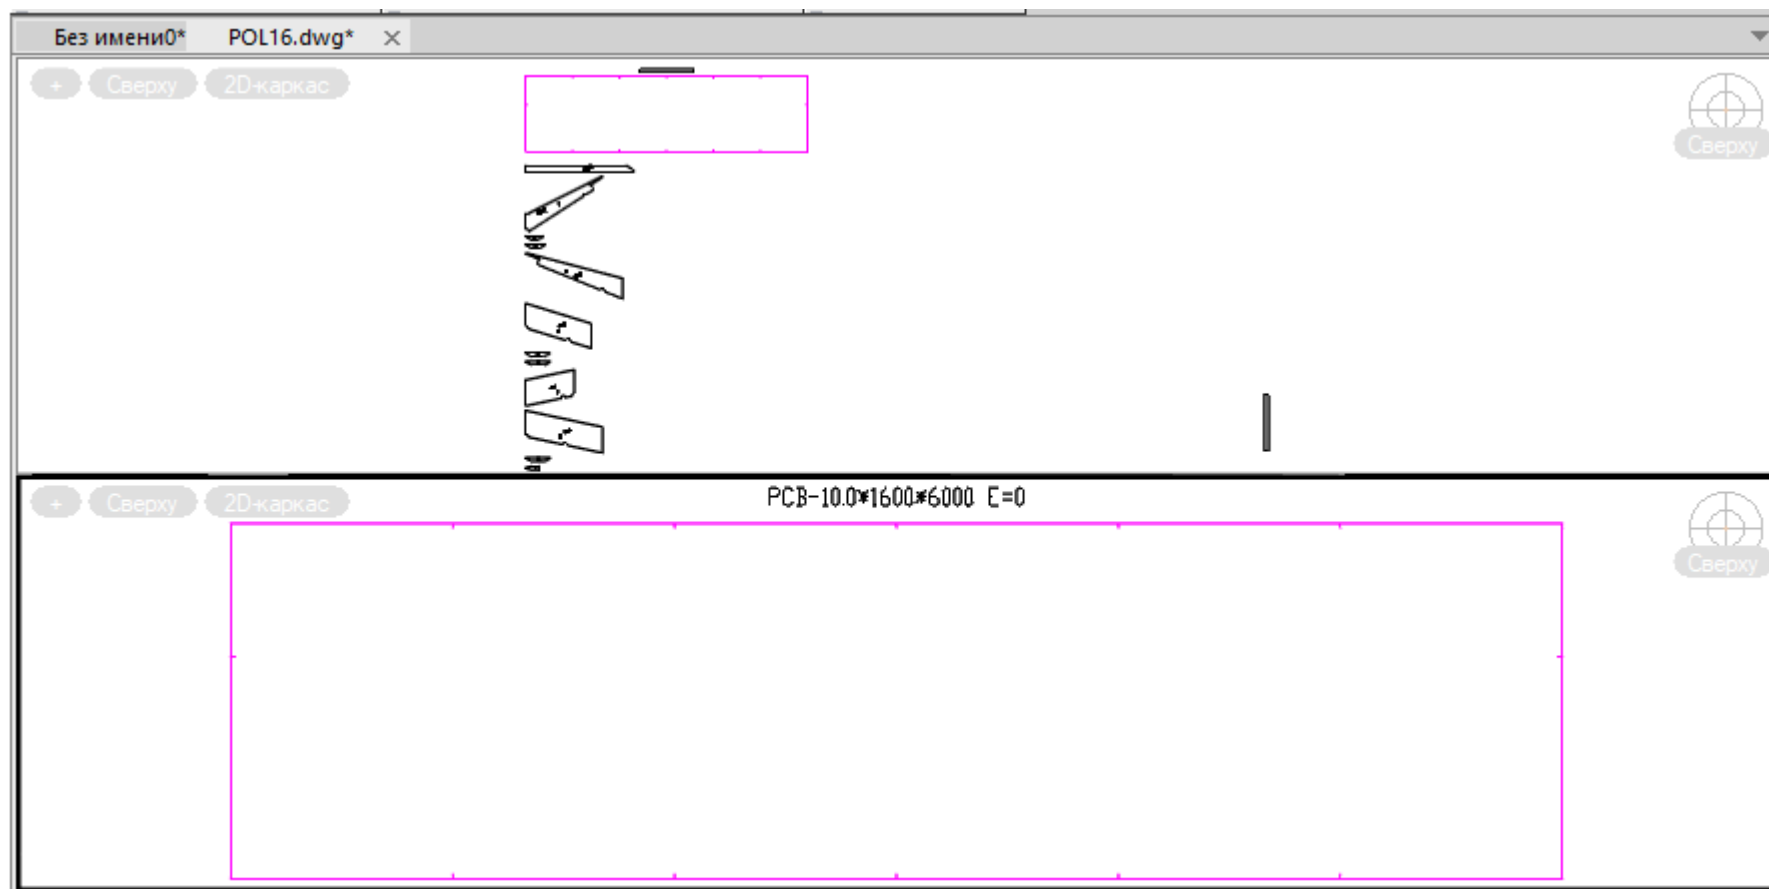 Без имени0* POL16.dwg*
+ Сверху 2D-каркас
Сверху
PCB-10.0*1600*6000 E=0
+ Сверху 2D-каркас
Сверху